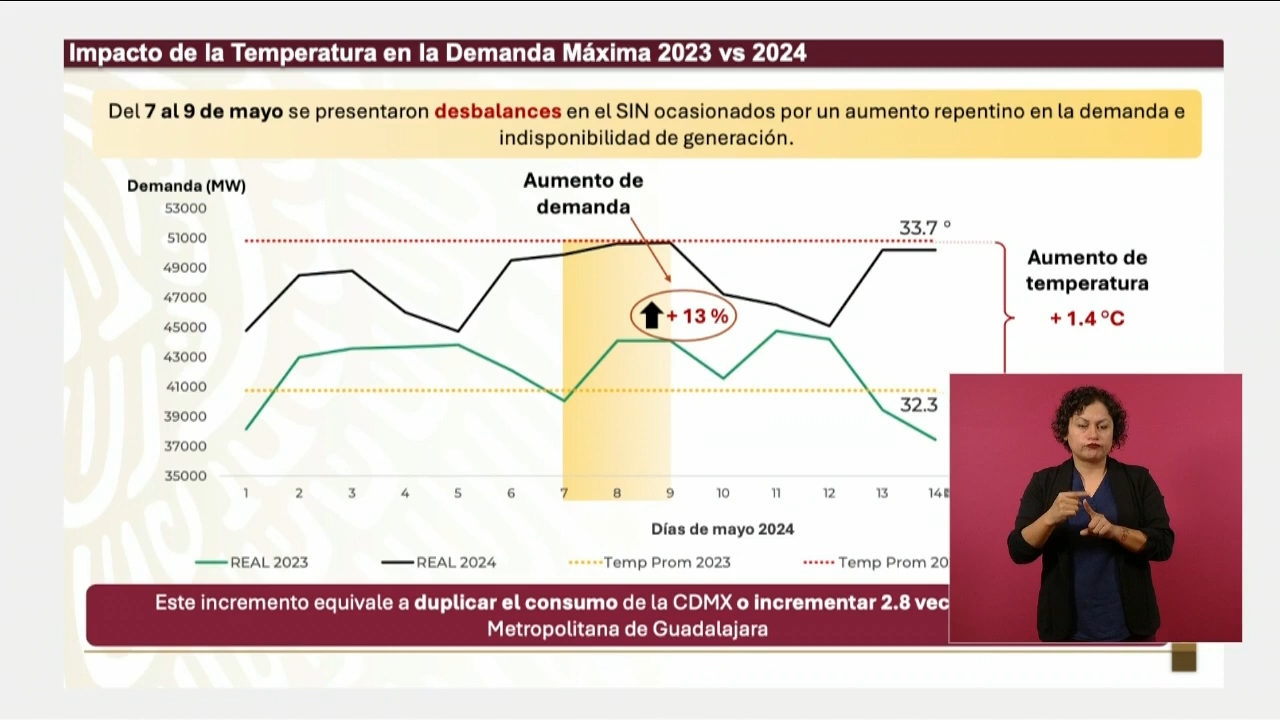 Impacto de la Temperatura en la Demanda Máxima 2023 vs 2024
Del 7 al 9 de mayo se presentaron desbalances en el SIN ocasionados por un aumento repentino en la demanda e
indisponibilidad de generación.
Demanda (MW)
Aumento de
demanda
53000
51000
49000
47000
45000
43000
41000
39000
37000
35000
33.7 °
Aumento de
temperatura
+ 1.4 °C
+ 13 %
32.3
1 2 3 4 5 6 7 8 9 10 11 12 13 14
Días de mayo 2024
REAL 2023 REAL 2024 Temp Prom 2023 Temp Prom 20
Este incremento equivale a duplicar el consumo de la CDMX o incrementar 2.8 vec
Metropolitana de Guadalajara